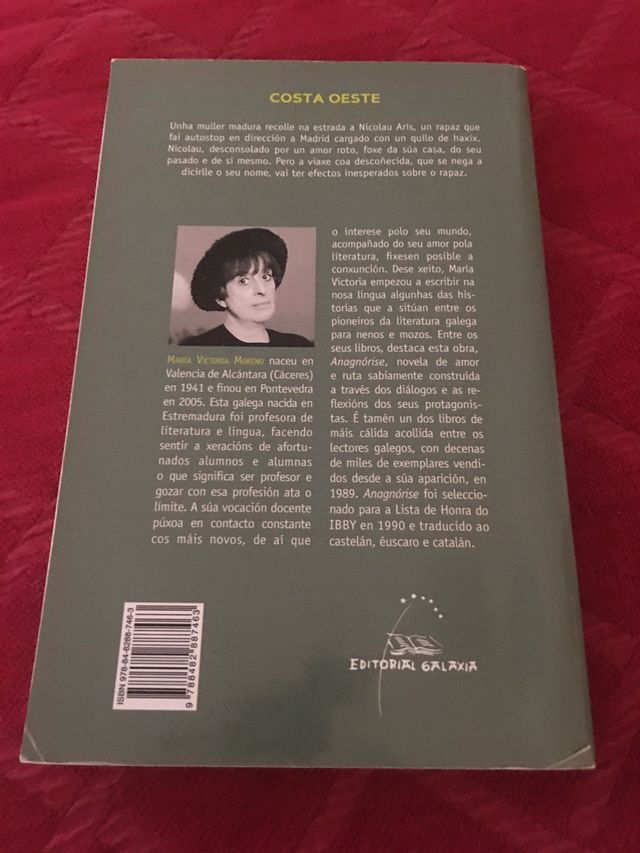 COSTA OESTE
Unha muller madura recolle na estrada a Nicolau Aris, un rapaz que
fai autostop en dirección a Madrid cargado con un quilo de haxix.
Nicolau, desconsolado por un amor roto, foxe da súa casa, do seu
pasado e de si mesmo. Pero a viaxe coa descoñecida, que se nega a
dicirlle o seu nome, vai ter efectos inesperados sobre o rapaz.
María Victoria Moreno naceu en
Valencia de Alcántara (Cáceres)
en 1941 e finou en Pontevedra
en 2005. Esta galega nacida en
Estremadura foi profesora de
literatura e lingua, facendo
sentir a xeracións de afortu-
nados alumnos e alumnas
o que significa ser profesor e
gozar con esa profesión ata o
límite. A súa vocación docente
púxoa en contacto constante
cos máis novos, de aí que
o interese polo seu mundo,
acompañado do seu amor pola
literatura, fixesen posible a
conxunción. Dese xeito, María
Victoria empezou a escribir na
nosa lingua algunhas das his-
torias que a sitúan entre os
pioneiros da literatura galega
para nenos e mozos. Entre os
seus libros, destaca esta obra,
Anagnórise, novela de amor
e ruta sabiamente construída
a través dos diálogos e as re-
flexións dos seus protagonis-
tas. É tamén un dos libros de
máis cálida acollida entre os
lectores galegos, con decenas
de miles de exemplares vendi-
dos desde a súa aparición, en
1989. Anagnórise foi seleccio-
nado para a Lista de Honra do
IBBY en 1990 e traducido ao
castelán, éuscaro e catalán.
ISBN 978-84-8288-746-3
9 788482 887463
EDITORIAL GALAXIA